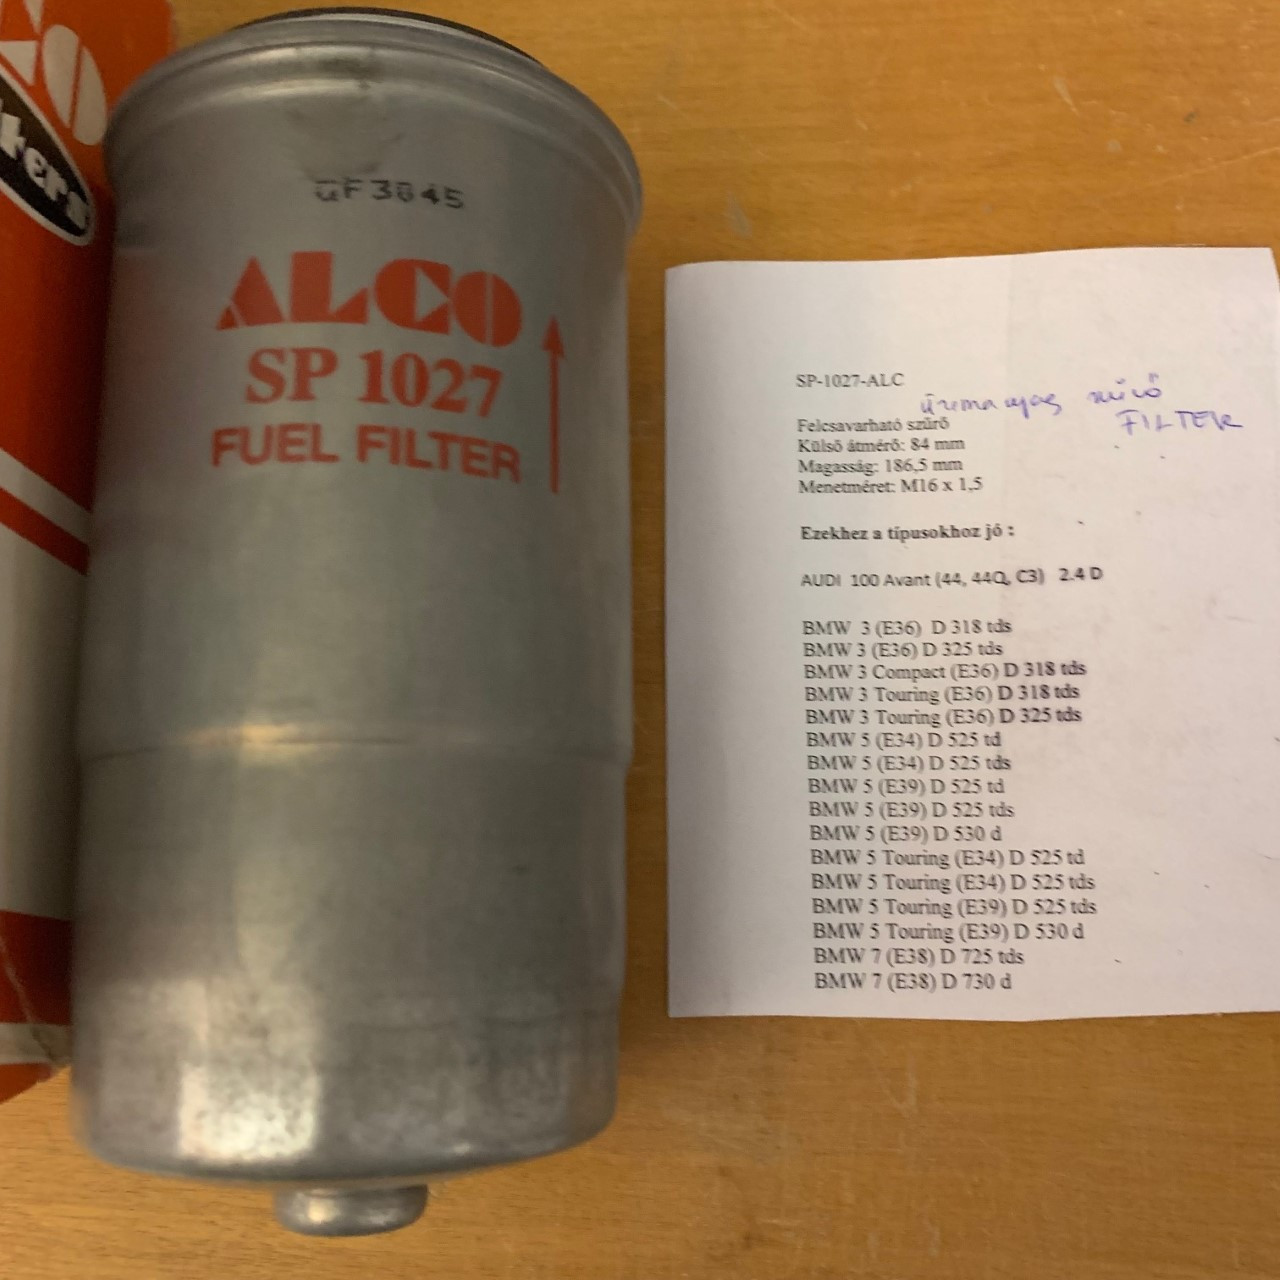 ALCO
SP 1027
FUEL FILTER
SP-1027-ALC
üzemanyag szűrő
FILTER
Felcsavarható szűrő
Külső átmérő: 84 mm
Magasság: 186,5 mm
Menetméret: M16 x 1,5
Ezekhez a típusokhoz jó :
AUDI 100 Avant (44, 44Q, C3) 2.4 D
BMW 3 (E36) D 318 tds
BMW 3 (E36) D 325 tds
BMW 3 Compact (E36) D 318 tds
BMW 3 Touring (E36) D 318 tds
BMW 3 Touring (E36) D 325 tds
BMW 5 (E34) D 525 td
BMW 5 (E34) D 525 tds
BMW 5 (E39) D 525 td
BMW 5 (E39) D 525 tds
BMW 5 (E39) D 530 d
BMW 5 Touring (E34) D 525 td
BMW 5 Touring (E34) D 525 tds
BMW 5 Touring (E39) D 525 tds
BMW 5 Touring (E39) D 530 d
BMW 7 (E38) D 725 tds
BMW 7 (E38) D 730 d